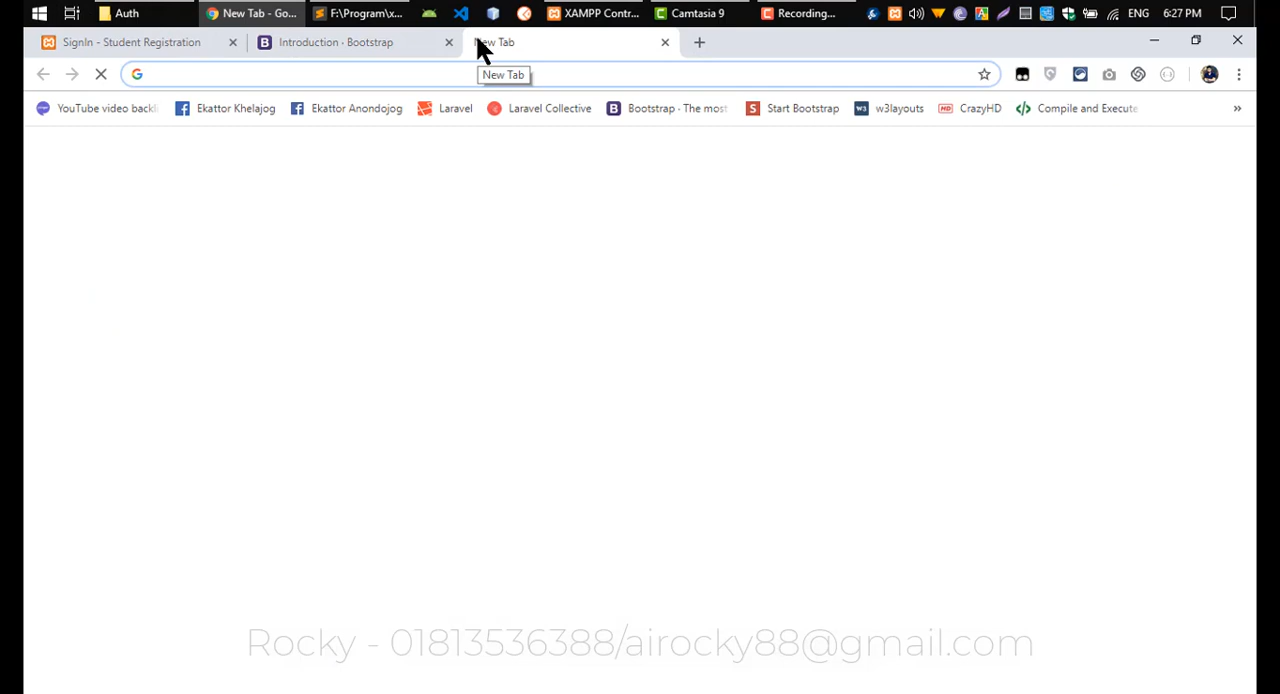 Auth New Tab - Go... F:\Program\x... XAMPP Contr... Camtasia 9 Recording... ENG 6:27 PM
SignIn - Student Registration Introduction · Bootstrap New Tab
New Tab
YouTube video backl Ekattor Khelajog Ekattor Anondojog Laravel Laravel Collective Bootstrap · The most Start Bootstrap w3layouts CrazyHD Compile and Execute
Rocky - 01813536388/airocky88@gmail.com